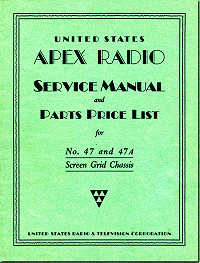 UNITED STATES
APEX RADIO
SERVICE MANUAL
and
PARTS PRICE LIST
for
No. 47 and 47A
Screen Grid Chassis
UNITED STATES RADIO & TELEVISION CORPORATION